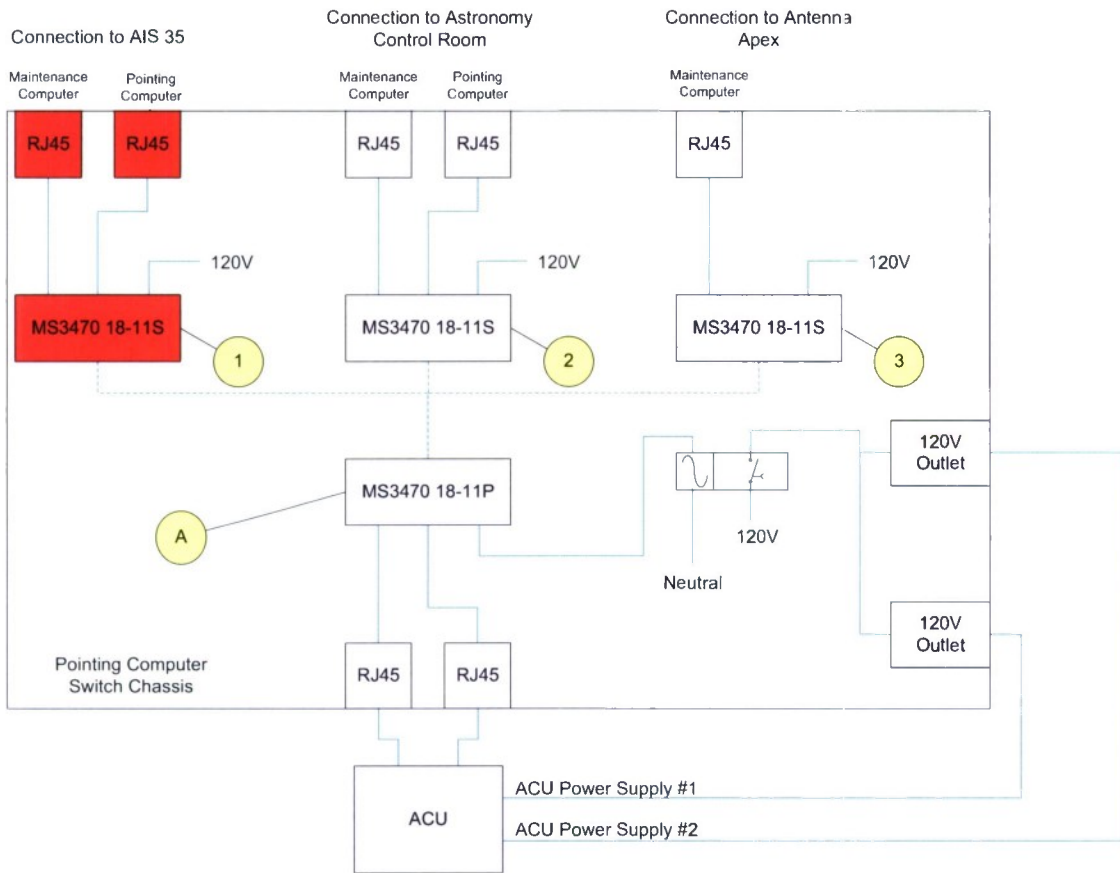 Connection to AIS 35
Connection to Astronomy
Control Room
Connection to Antenna
Apex
Maintenance
Computer
Pointing
Computer
Maintenance
Computer
Pointing
Computer
Maintenance
Computer
RJ45
RJ45
RJ45
RJ45
RJ45
120V
120V
120V
MS3470 18-11S
MS3470 18-11S
MS3470 18-11S
1
2
3
120V
Outlet
MS3470 18-11P
A
120V
Neutral
120V
Outlet
Pointing Computer
Switch Chassis
RJ45
RJ45
ACU
ACU Power Supply #1
ACU Power Supply #2